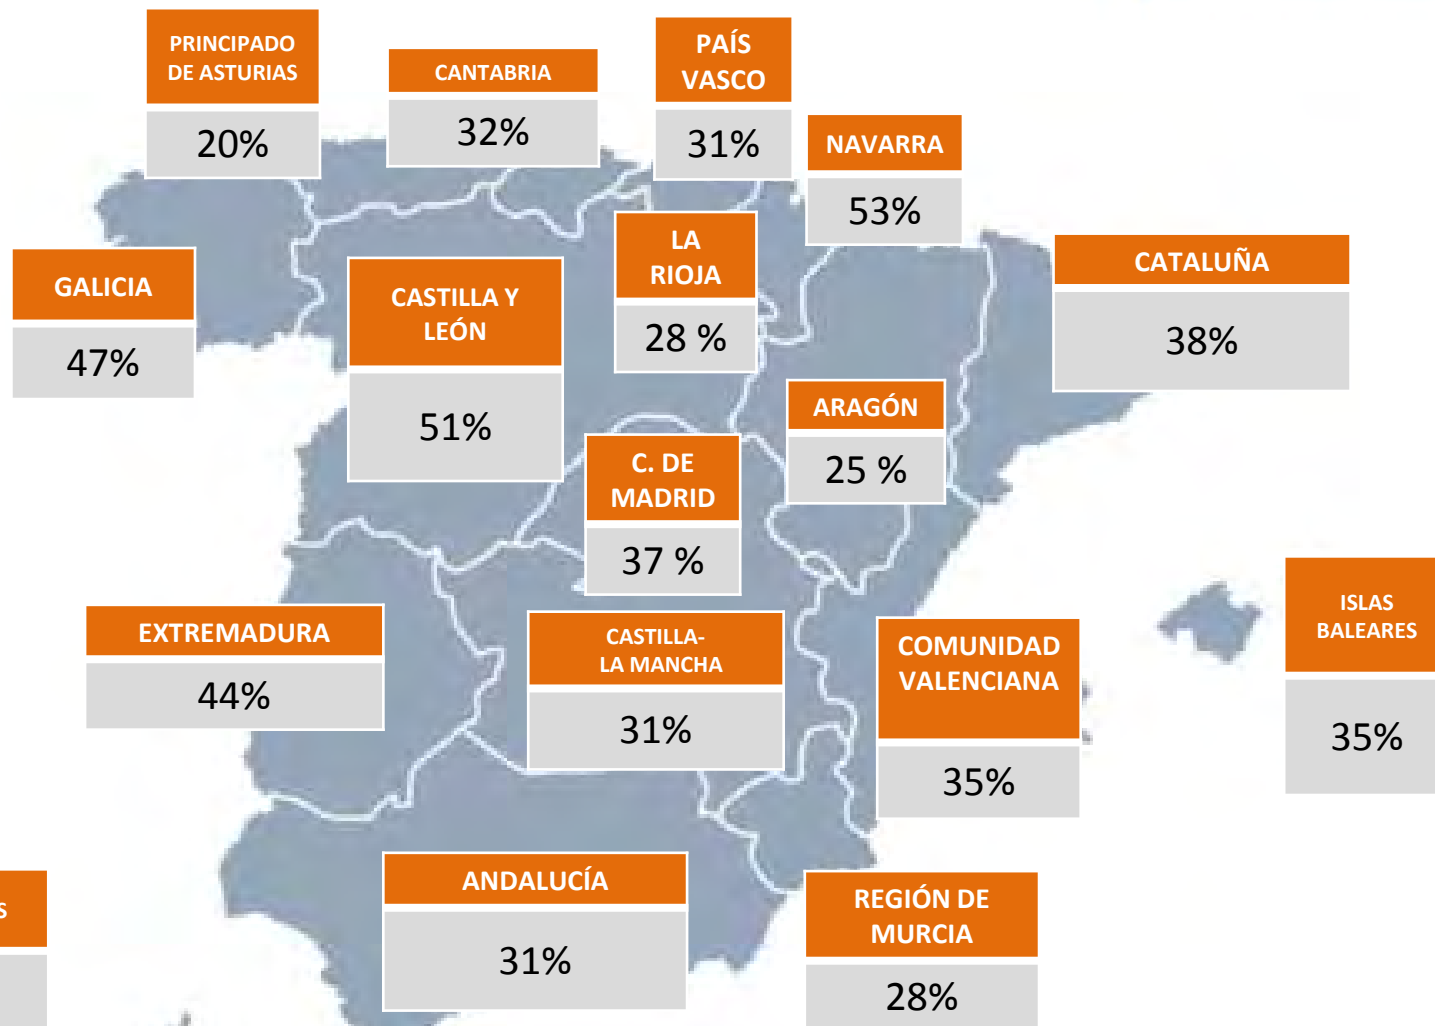 PRINCIPADO
DE ASTURIAS
20%
CANTABRIA
32%
PAÍS
VASCO
31%
NAVARRA
53%
GALICIA
47%
CASTILLA Y
LEÓN
51%
LA
RIOJA
28 %
CATALUÑA
38%
ARAGÓN
25 %
C. DE
MADRID
37 %
EXTREMADURA
44%
CASTILLA-
LA MANCHA
31%
COMUNIDAD
VALENCIANA
35%
ISLAS
BALEARES
35%
ANDALUCÍA
31%
REGIÓN DE
MURCIA
28%